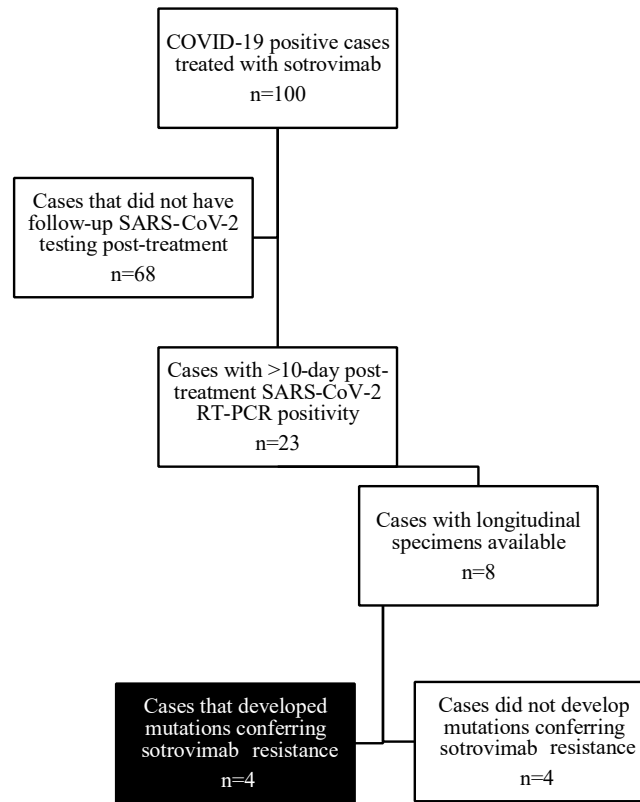 COVID-19 positive cases
treated with sotrovimab
n=100
Cases that did not have
follow-up SARS-CoV-2
testing post-treatment
n=68
Cases with >10-day post-
treatment SARS-CoV-2
RT-PCR positivity
n=23
Cases with longitudinal
specimens available
n=8
Cases that developed
mutations conferring
sotrovimab resistance
n=4
Cases did not develop
mutations conferring
sotrovimab resistance
n=4